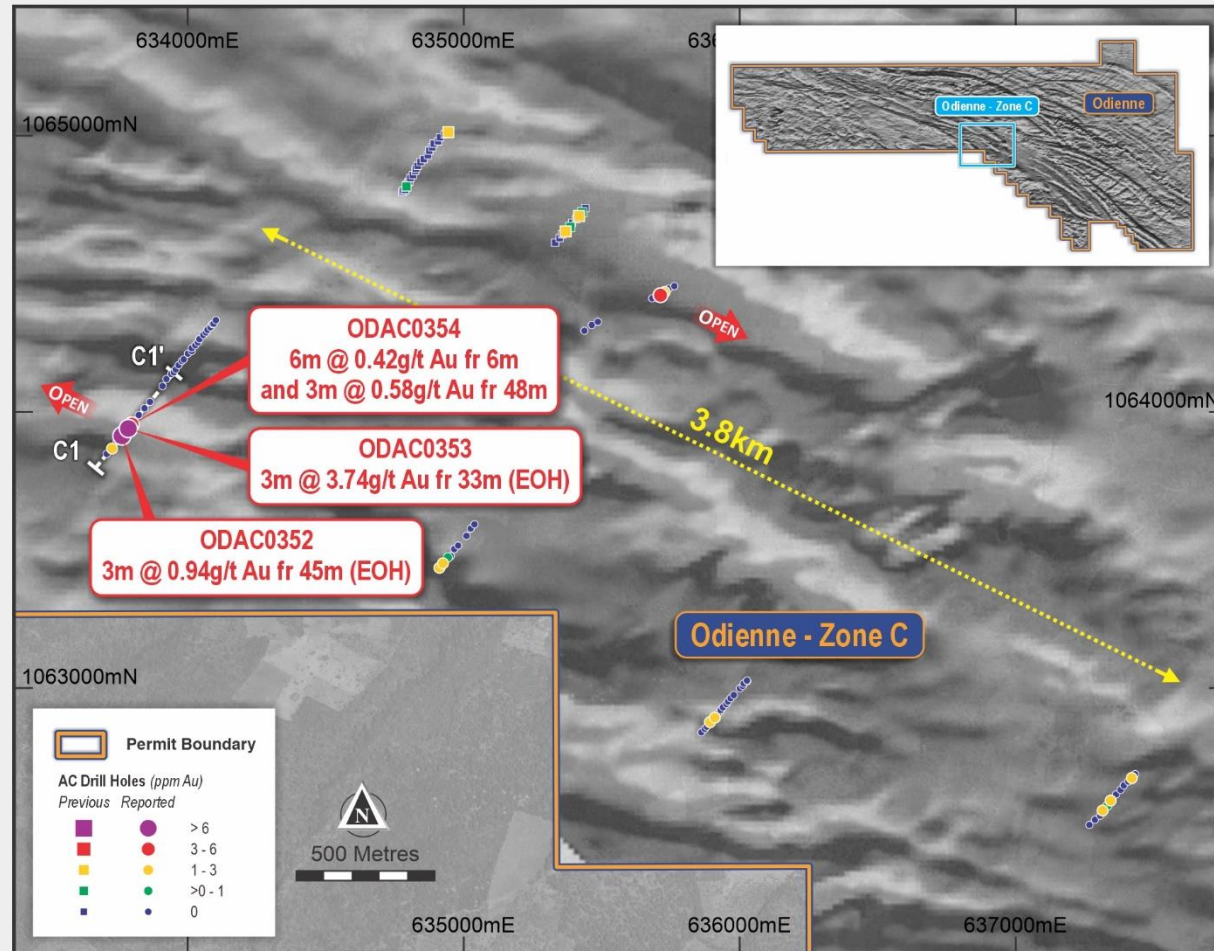 634000mE
635000mE
636
Odienne - Zone C
Odienne
1065000mN
OPEN
C1'
ODAC0354
6m @ 0.42g/t Au fr 6m
and 3m @ 0.58g/t Au fr 48m
OPEN
1064000mN
C1
3.8km
ODAC0353
3m @ 3.74g/t Au fr 33m (EOH)
ODAC0352
3m @ 0.94g/t Au fr 45m (EOH)
Odienne - Zone C
1063000mN
Permit Boundary
AC Drill Holes (ppm Au)
Previous Reported
> 6
3 - 6
1 - 3
>0 - 1
0
N
500 Metres
635000mE
636000mE
637000mE